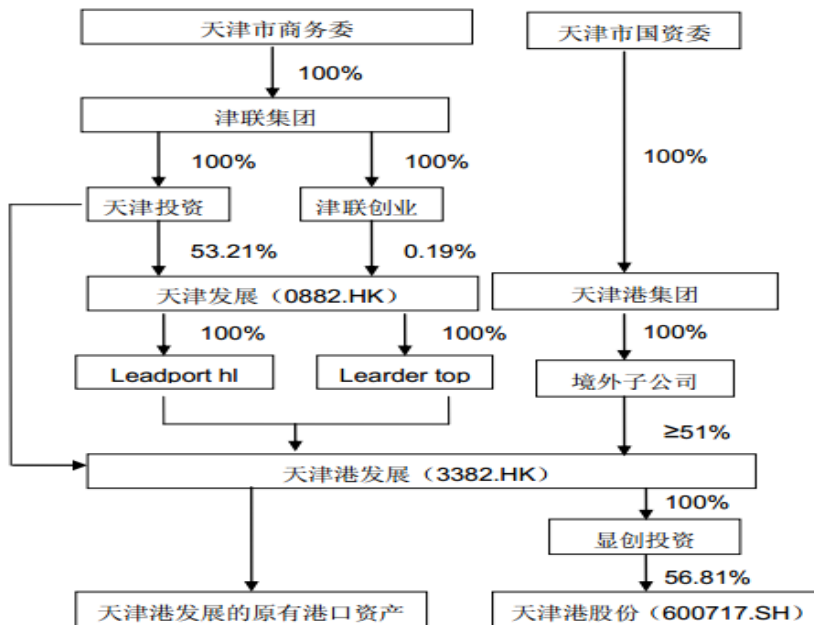 天津市商务委
天津市国资委
100%
津联集团
100%
100%
100%
天津投资
津联创业
53.21%
0.19%
天津发展（0882.HK）
天津港集团
100%
100%
100%
Leadport hl
Learder top
境外子公司
≥51%
天津港发展（3382.HK）
100%
显创投资
56.81%
天津港发展的原有港口资产
天津港股份（600717.SH）